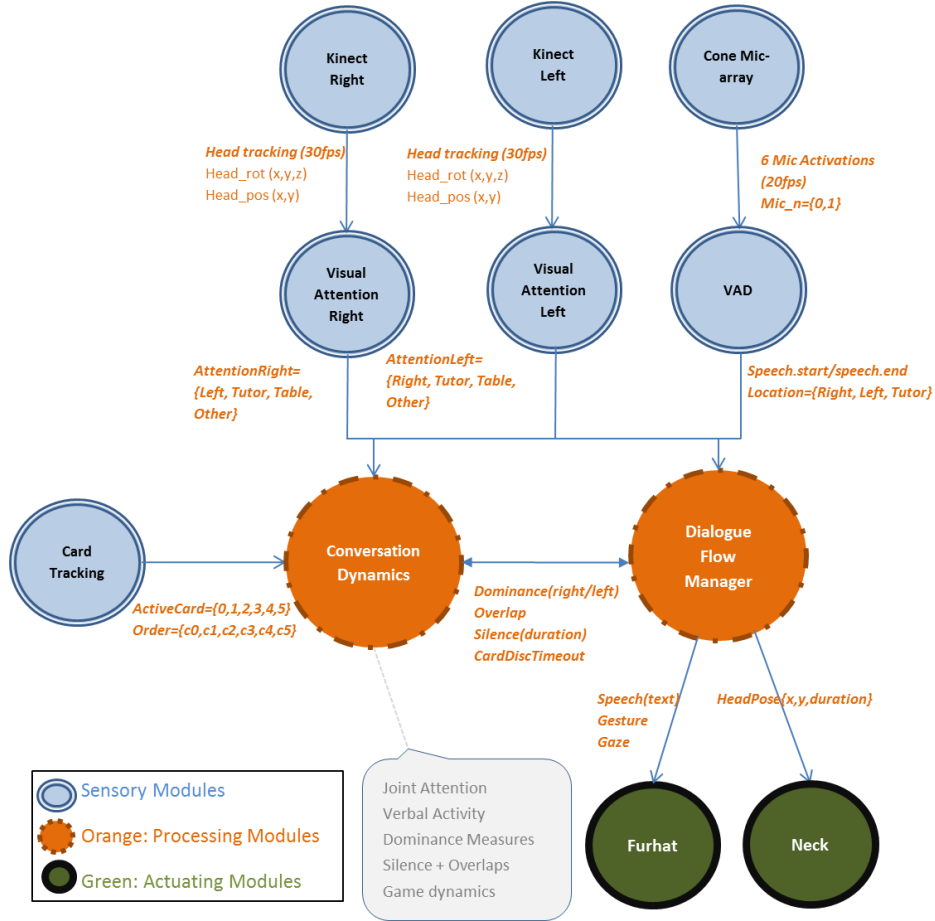 Kinect
Right
Kinect
Left
Cone Mic-
array
Head tracking (30fps)
Head_rot (x,y,z)
Head_pos (x,y)
Head tracking (30fps)
Head_rot (x,y,z)
Head_pos (x,y)
6 Mic Activations
(20fps)
Mic_n={0,1}
Visual
Attention
Right
Visual
Attention
Left
VAD
AttentionRight=
{Left, Tutor, Table,
Other}
AttentionLeft=
{Right, Tutor, Table,
Other}
Speech.start/speech.end
Location={Right, Left, Tutor}
Card
Tracking
Conversation
Dynamics
Dialogue
Flow
Manager
ActiveCard={0,1,2,3,4,5}
Order={c0,c1,c2,c3,c4,c5}
Dominance(right/left)
Overlap
Silence(duration)
CardDiscTimeout
Speech(text)
Gesture
Gaze
HeadPose{x,y,duration}
Joint Attention
Verbal Activity
Dominance Measures
Silence + Overlaps
Game dynamics
Furhat
Neck
Sensory Modules
Orange: Processing Modules
Green: Actuating Modules